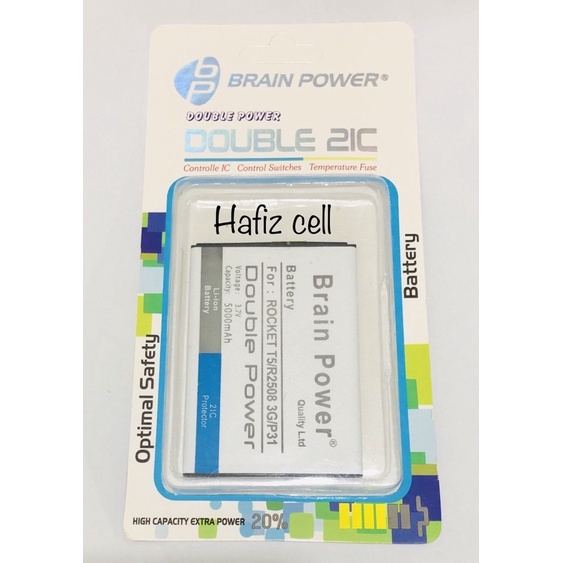 bp BRAIN POWER®
DOUBLE POWER
DOUBLE 2IC
Controlle IC Control Switches Temperature Fuse
Hafiz cell
Brain Power®
Quality Ltd
Battery
For : ROCKET T5/R2508 3G/P31
Double Power
Voltage: 3.7V
Capacity: 5000mAh
Li-ion
Battery
2IC
Protector
Optimal Safety
Battery
HIGH CAPACITY EXTRA POWER 20%